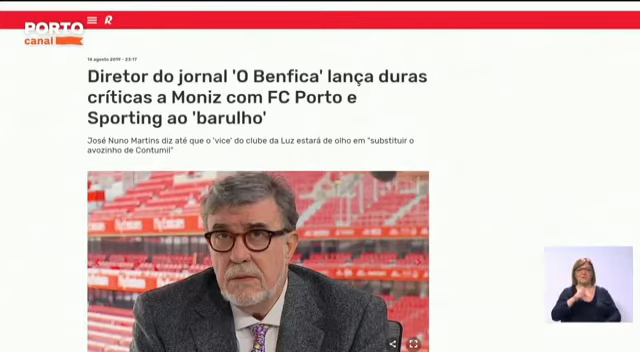 PORTO
canal
R
14 agosto 2019 • 23:17
Diretor do jornal 'O Benfica' lança duras
críticas a Moniz com FC Porto e
Sporting ao 'barulho'
José Nuno Martins diz até que o 'vice' do clube da Luz estará de olho em "substituir o
avozinho de Contumil"